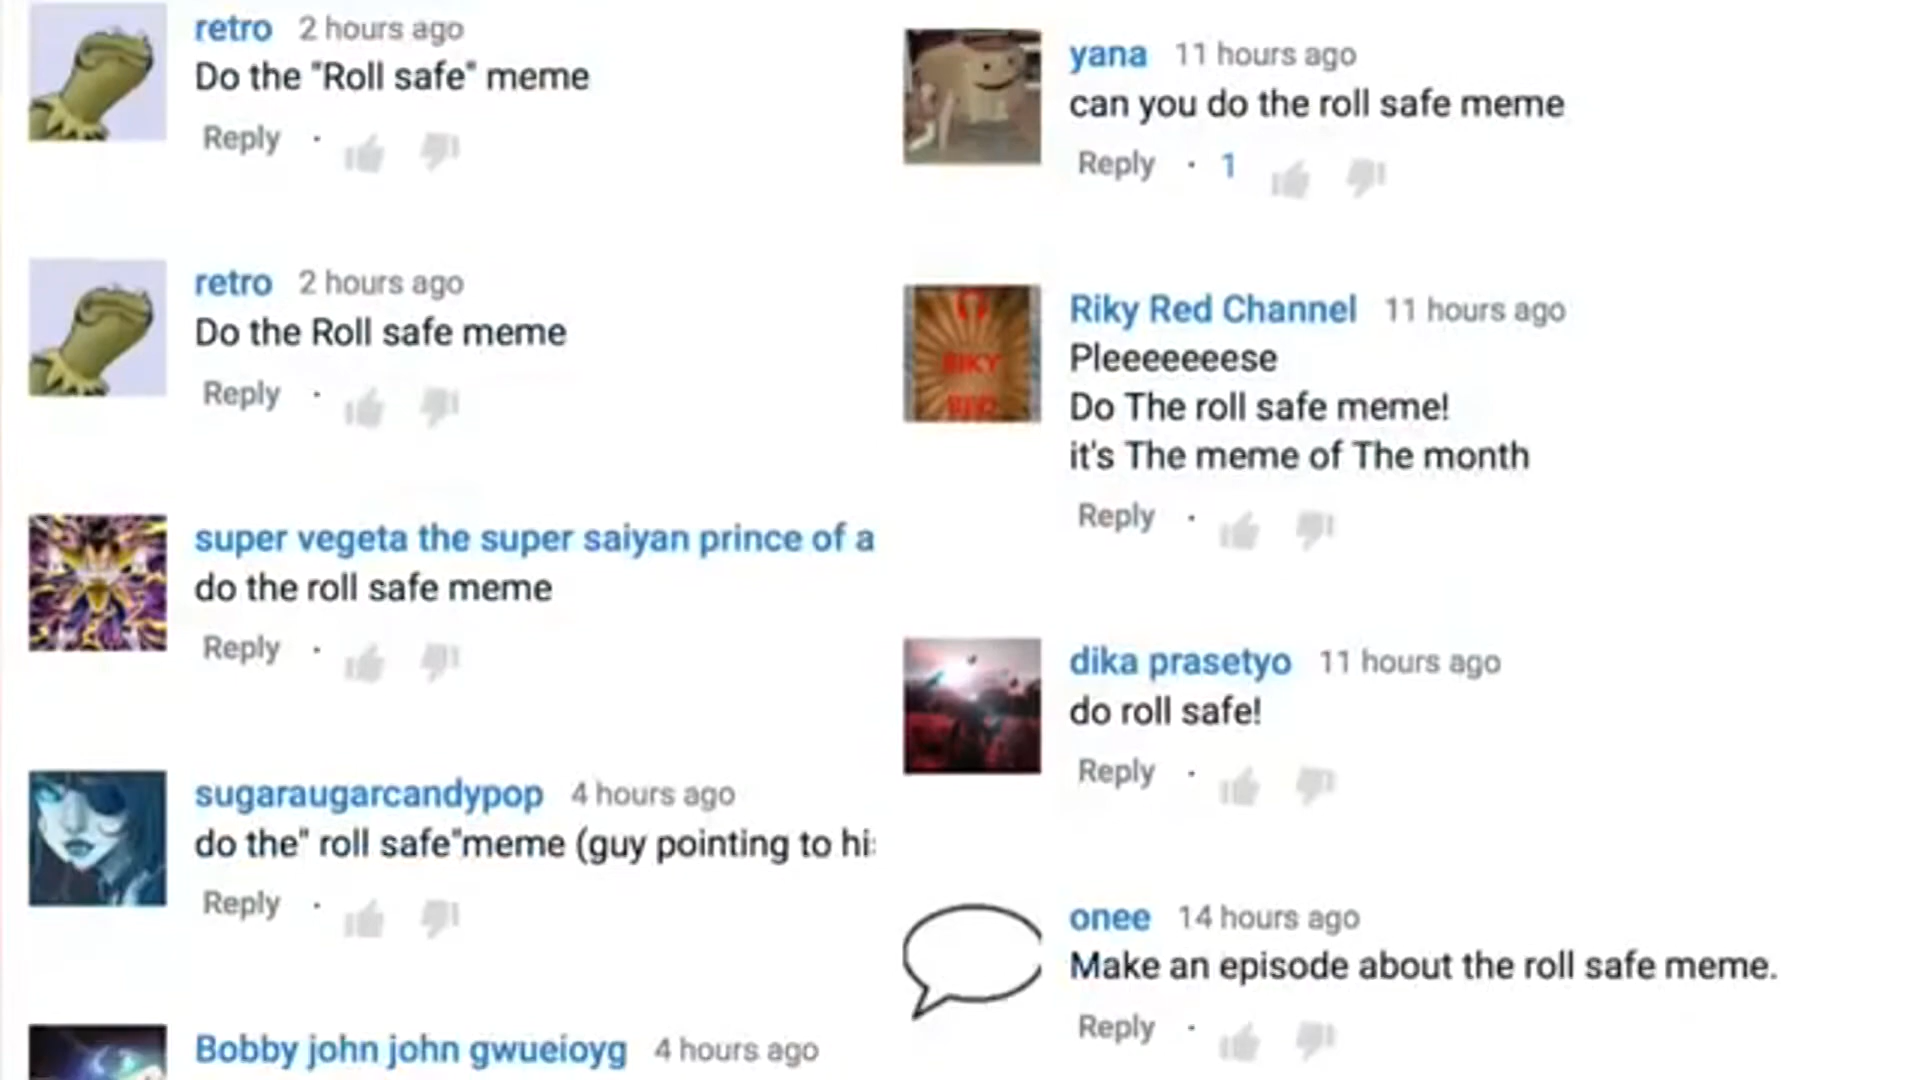 retro 2 hours ago
Do the "Roll safe" meme
Reply ·
retro 2 hours ago
Do the Roll safe meme
Reply ·
super vegeta the super saiyan prince of a
do the roll safe meme
Reply ·
sugaraugarcandypop 4 hours ago
do the" roll safe"meme (guy pointing to hi
Reply ·
Bobby john john gwueioyg 4 hours ago
yana 11 hours ago
can you do the roll safe meme
Reply · 1
RIKY
RED
Riky Red Channel 11 hours ago
Pleeeeeeese
Do The roll safe meme!
it's The meme of The month
Reply ·
dika prasetyo 11 hours ago
do roll safe!
Reply ·
onee 14 hours ago
Make an episode about the roll safe meme.
Reply ·